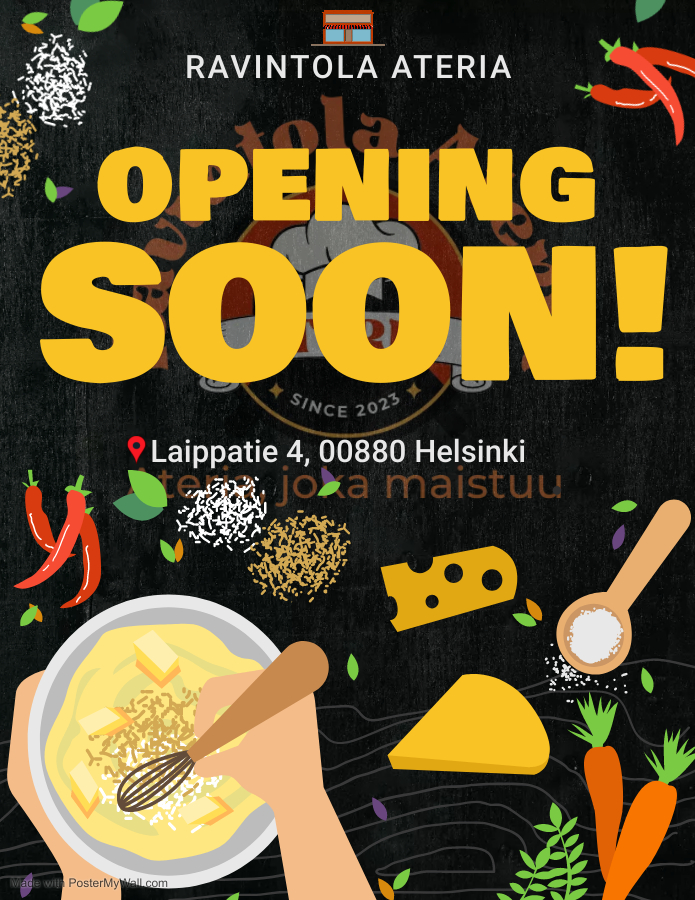 RAVINTOLA ATERIA
OPENING
SOON!
SINCE 2023
Laippatie 4, 00880 Helsinki
Ateria, joka maistuu
Made with PosterMyWall.com